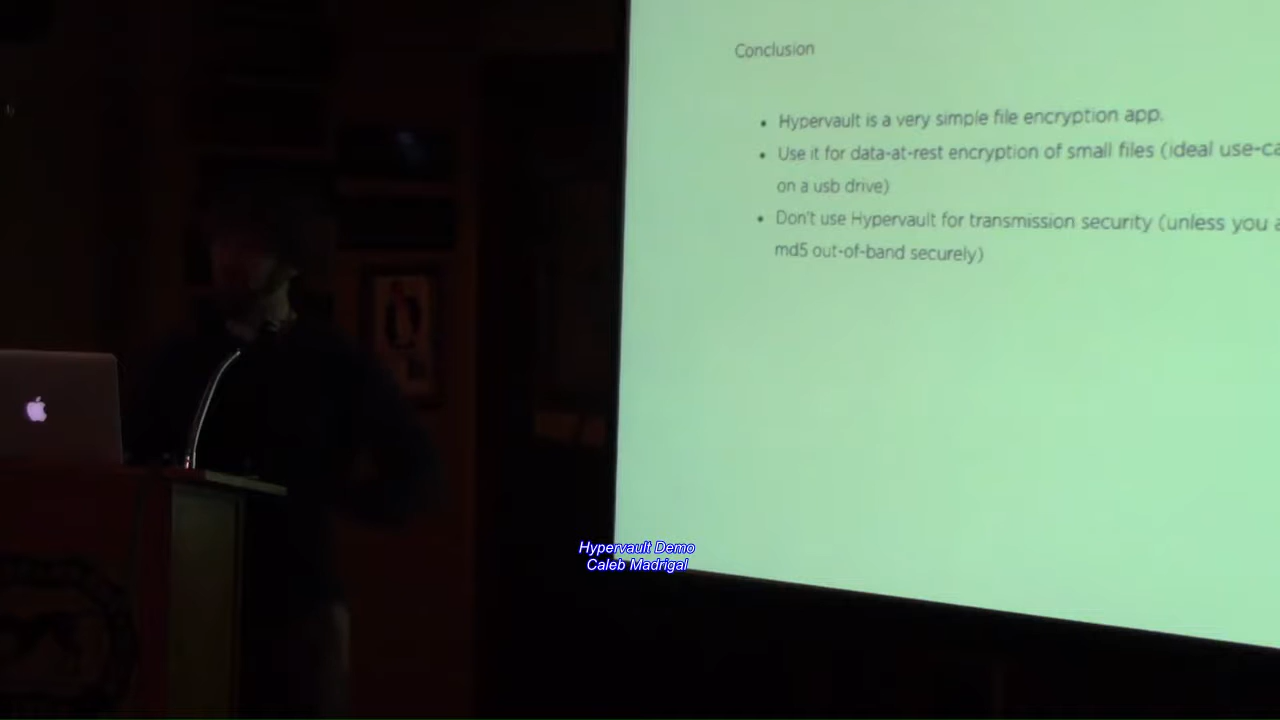 Conclusion
• Hypervault is a very simple file encryption app.
• Use it for data-at-rest encryption of small files (ideal use-ca
on a usb drive)
• Don't use Hypervault for transmission security (unless you a
md5 out-of-band securely)
Hypervault Demo
Caleb Madrigal